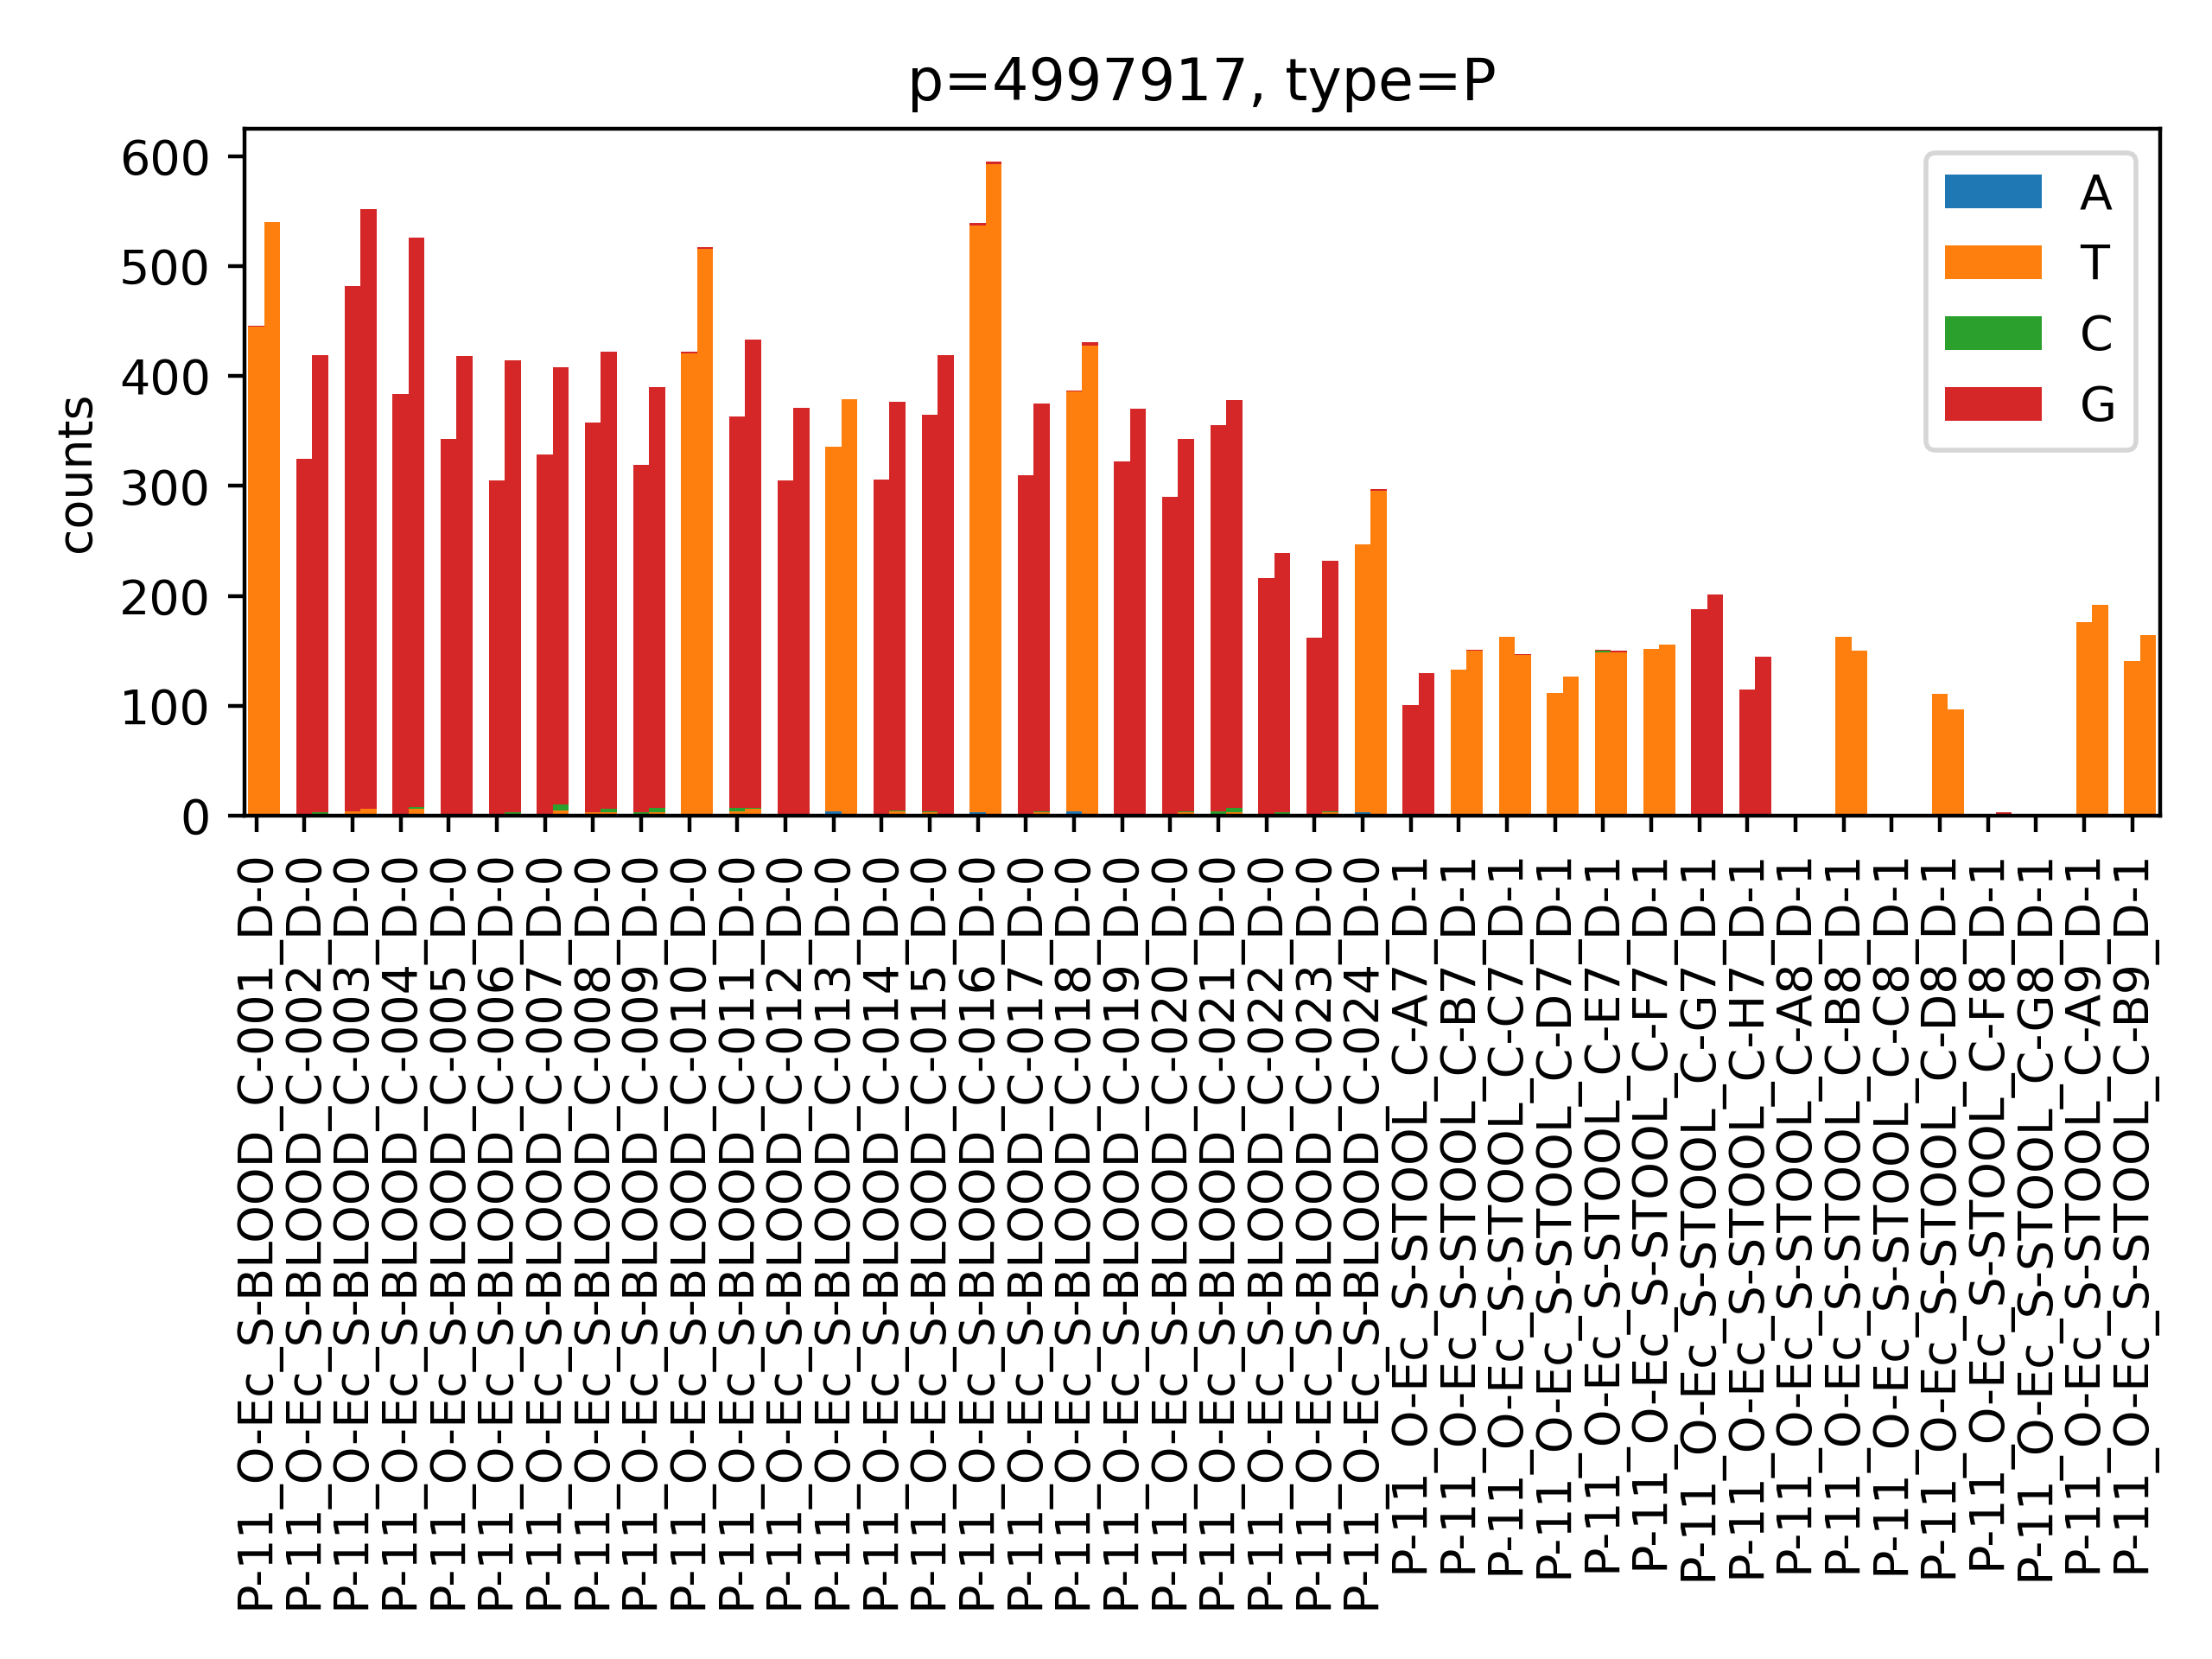 p=4997917, type=P
counts
600
500
400
300
200
100
0
A
T
C
G
P-11_O-Ec_S-BLOOD_C-001_D-0
P-11_O-Ec_S-BLOOD_C-002_D-0
P-11_O-Ec_S-BLOOD_C-003_D-0
P-11_O-Ec_S-BLOOD_C-004_D-0
P-11_O-Ec_S-BLOOD_C-005_D-0
P-11_O-Ec_S-BLOOD_C-006_D-0
P-11_O-Ec_S-BLOOD_C-007_D-0
P-11_O-Ec_S-BLOOD_C-008_D-0
P-11_O-Ec_S-BLOOD_C-009_D-0
P-11_O-Ec_S-BLOOD_C-010_D-0
P-11_O-Ec_S-BLOOD_C-011_D-0
P-11_O-Ec_S-BLOOD_C-012_D-0
P-11_O-Ec_S-BLOOD_C-013_D-0
P-11_O-Ec_S-BLOOD_C-014_D-0
P-11_O-Ec_S-BLOOD_C-015_D-0
P-11_O-Ec_S-BLOOD_C-016_D-0
P-11_O-Ec_S-BLOOD_C-017_D-0
P-11_O-Ec_S-BLOOD_C-018_D-0
P-11_O-Ec_S-BLOOD_C-019_D-0
P-11_O-Ec_S-BLOOD_C-020_D-0
P-11_O-Ec_S-BLOOD_C-021_D-0
P-11_O-Ec_S-BLOOD_C-022_D-0
P-11_O-Ec_S-BLOOD_C-023_D-0
P-11_O-Ec_S-BLOOD_C-024_D-0
P-11_O-Ec_S-STOOL_C-A7_D-1
P-11_O-Ec_S-STOOL_C-B7_D-1
P-11_O-Ec_S-STOOL_C-C7_D-1
P-11_O-Ec_S-STOOL_C-D7_D-1
P-11_O-Ec_S-STOOL_C-E7_D-1
P-11_O-Ec_S-STOOL_C-F7_D-1
P-11_O-Ec_S-STOOL_C-G7_D-1
P-11_O-Ec_S-STOOL_C-H7_D-1
P-11_O-Ec_S-STOOL_C-A8_D-1
P-11_O-Ec_S-STOOL_C-B8_D-1
P-11_O-Ec_S-STOOL_C-C8_D-1
P-11_O-Ec_S-STOOL_C-D8_D-1
P-11_O-Ec_S-STOOL_C-F8_D-1
P-11_O-Ec_S-STOOL_C-G8_D-1
P-11_O-Ec_S-STOOL_C-A9_D-1
P-11_O-Ec_S-STOOL_C-B9_D-1